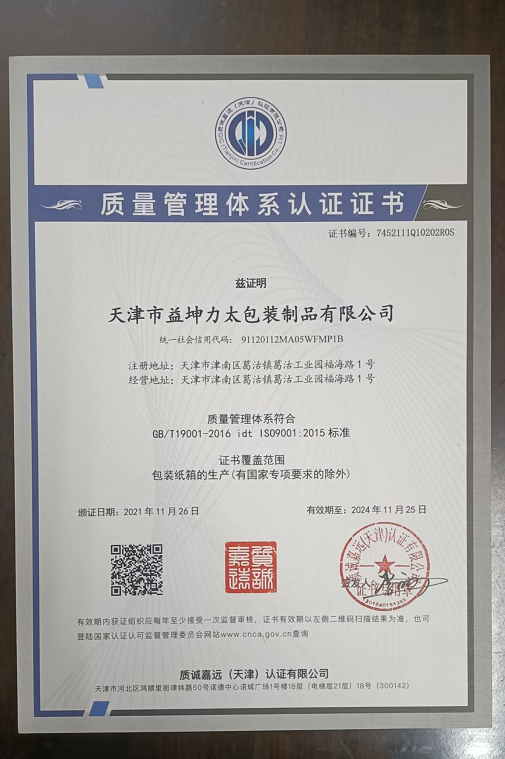 质量管理体系认证证书
证书编号：7452111Q10202R0S
兹证明
天津市益坤力太包装制品有限公司
统一社会信用代码： 91120112MA05WFMP1B
注册地址：天津市津南区葛沽镇葛沽工业园福海路1号
经营地址：天津市津南区葛沽镇葛沽工业园福海路1号
质量管理体系符合
GB/T19001-2016 idt ISO9001:2015 标准
证书覆盖范围
包装纸箱的生产(有国家专项要求的除外)
颁证日期：2021年11月26日
有效期至：2024年11月25日
质诚
嘉远
签发人
有效期内获证组织应每年至少接受一次监督审核，证书有效期以左侧二维码扫描结果为准，也可
登陆国家认证认可监督管理委员会网站www.cnca.gov.cn查询
质诚嘉远（天津）认证有限公司
天津市河北区鸿顺里街律纬路50号诺德中心诺城广场1号楼18层（电梯层21层）18号（300142）